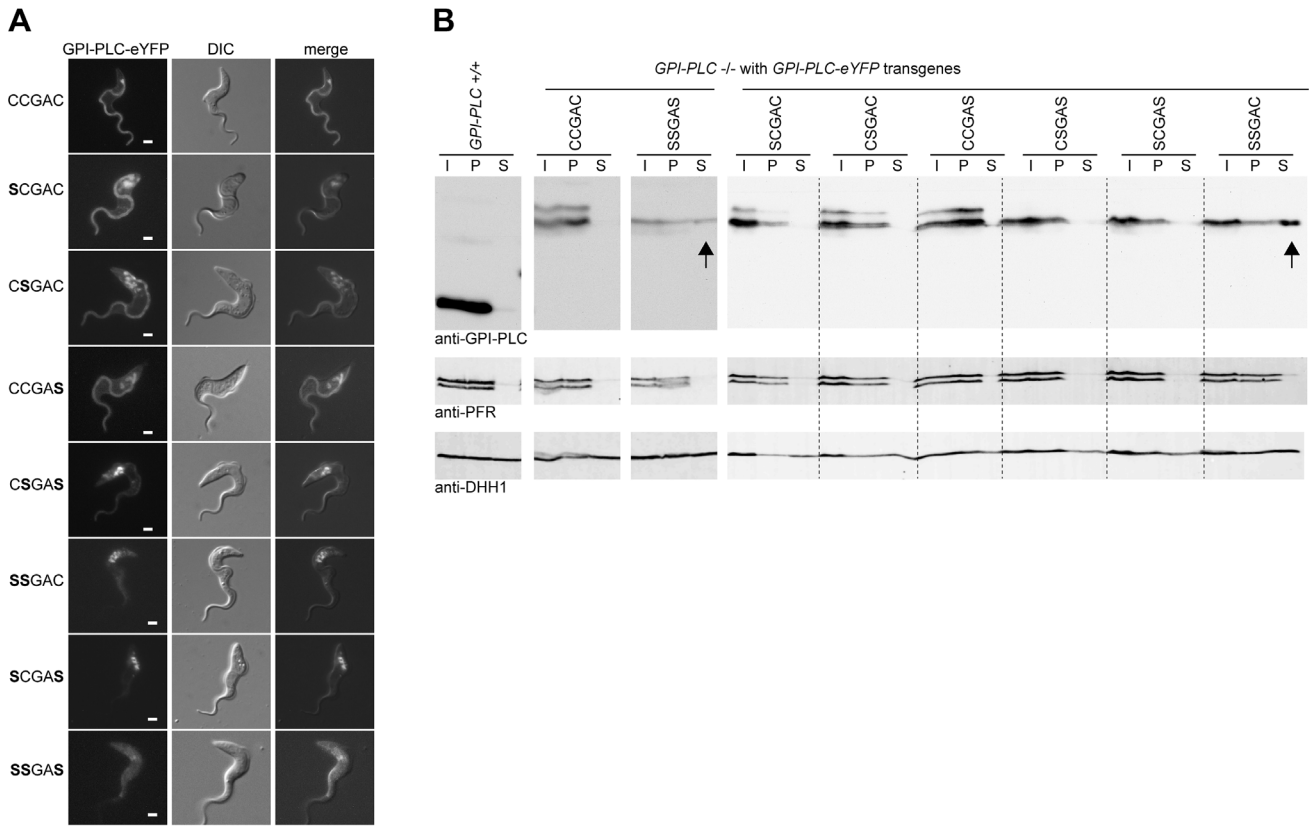 A
GPI-PLC-eYFP DIC merge
CCGAC
SCGAC
CSGAC
CCGAS
CSGAS
SSGAC
SCGAS
SSGAS
B
GPI-PLC -/- with GPI-PLC-eYFP transgenes
GPI-PLC +/+ CCGAC SSGAS SCGAC CSGAC CCGAS CSGAS SCGAS SSGAC
I P S I P S I P S I P S I P S I P S I P S I P S I P S
anti-GPI-PLC
anti-PFR
anti-DHH1